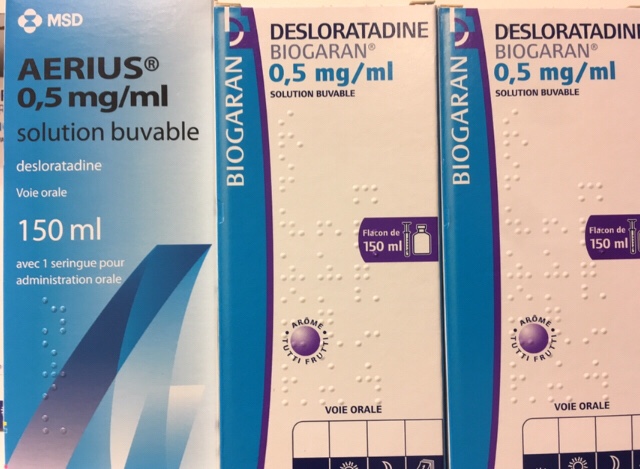 MSD
AERIUS®
0,5 mg/ml
solution buvable
desloratadine
Voie orale
150 ml
avec 1 seringue pour
administration orale
BIOGARAN
DESLORATADINE
BIOGARAN®
0,5 mg/ml
SOLUTION BUVABLE
Flacon de
150 ml
ARÔME
TUTTI FRUTTI
VOIE ORALE
BIOGARAN
DESLORATADIN
BIOGARAN®
0,5 mg/ml
SOLUTION BUVABLE
Flacon de
150 ml
ARÔME
TUTTI FRUTTI
VOIE ORALE